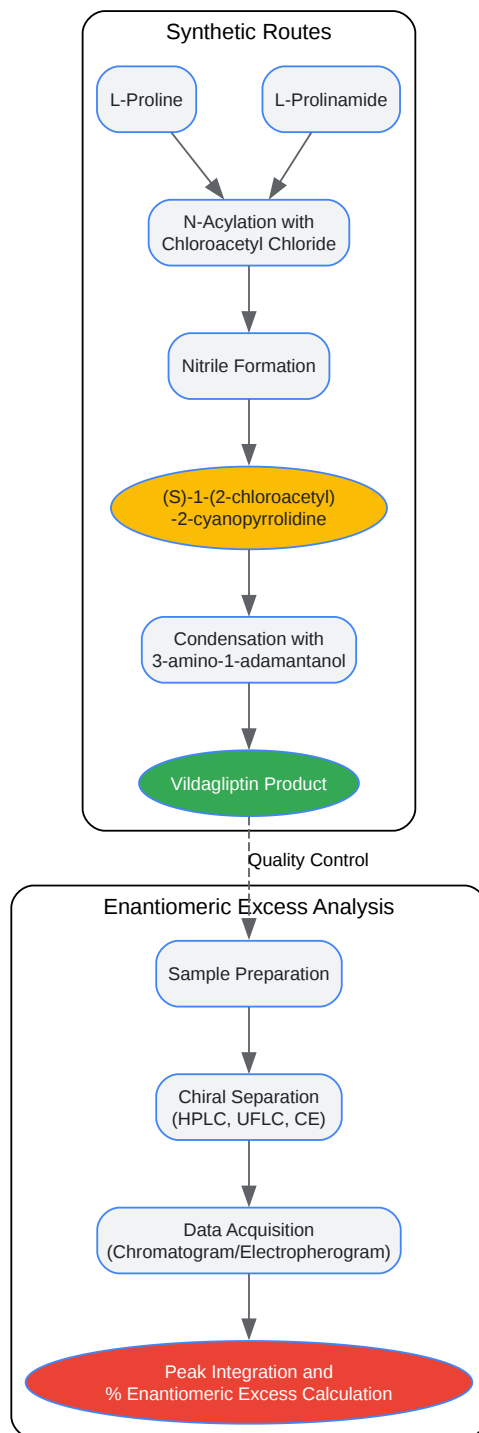 Synthetic Routes
L-Proline
L-Prolinamide
N-Acylation with
Chloroacetyl Chloride
Nitrile Formation
(S)-1-(2-chloroacetyl)
-2-cyanopyrrolidine
Condensation with
3-amino-1-adamantanol
Vildagliptin Product
Quality Control
Enantiomeric Excess Analysis
Sample Preparation
Chiral Separation
(HPLC, UFLC, CE)
Data Acquisition
(Chromatogram/Electropherogram)
Peak Integration and
% Enantiomeric Excess Calculation